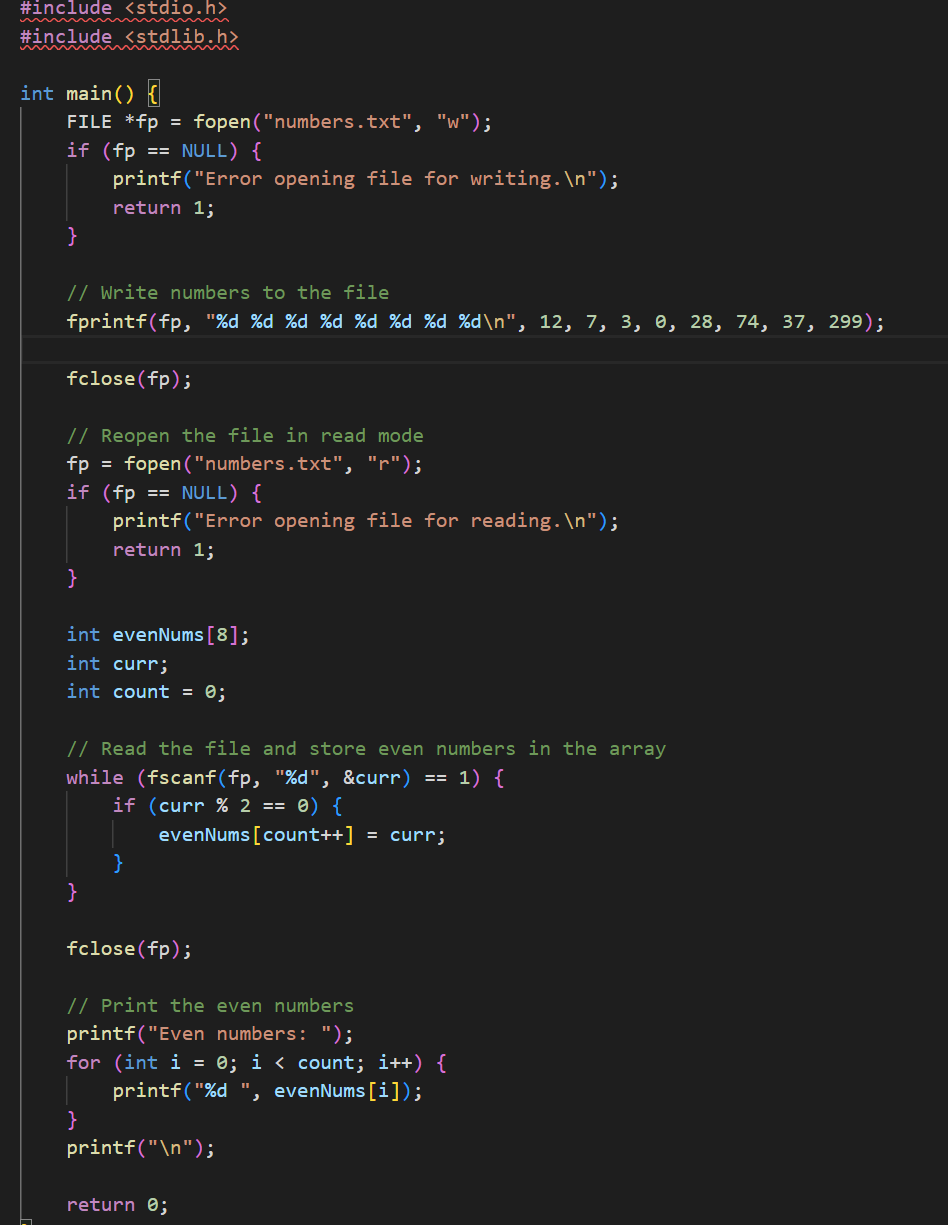 #include <stdio.h>
#include <stdlib.h>

int main() {
    FILE *fp = fopen("numbers.txt", "w");
    if (fp == NULL) {
        printf("Error opening file for writing.\n");
        return 1;
    }

    // Write numbers to the file
    fprintf(fp, "%d %d %d %d %d %d %d %d\n", 12, 7, 3, 0, 28, 74, 37, 299);

    fclose(fp);

    // Reopen the file in read mode
    fp = fopen("numbers.txt", "r");
    if (fp == NULL) {
        printf("Error opening file for reading.\n");
        return 1;
    }

    int evenNums[8];
    int curr;
    int count = 0;

    // Read the file and store even numbers in the array
    while (fscanf(fp, "%d", &curr) == 1) {
        if (curr % 2 == 0) {
            evenNums[count++] = curr;
        }
    }

    fclose(fp);

    // Print the even numbers
    printf("Even numbers: ");
    for (int i = 0; i < count; i++) {
        printf("%d ", evenNums[i]);
    }
    printf("\n");

    return 0;